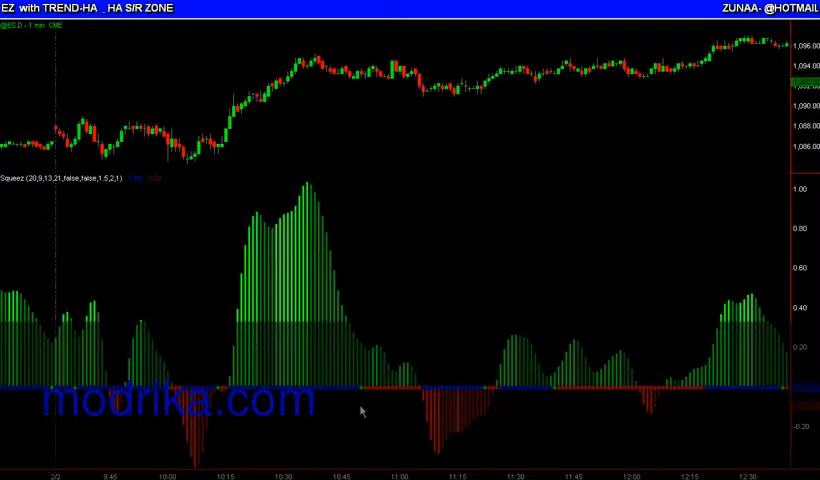 EZ with TREND-HA _ HA S/R ZONE
ZUNAA- @HOTMAIL
@ES.D - 1 min CME
1,096.00
1,094.00
1,090.00
1,088.00
1,086.00
Squeez (20,9,13,21,false,false,1.5,2,1)
1.00
0.80
0.60
0.40
0.20
-0.20
modrika.com
2/2 9:45 10:00 10:15 10:30 10:45 11:00 11:15 11:30 11:45 12:00 12:15 12:30